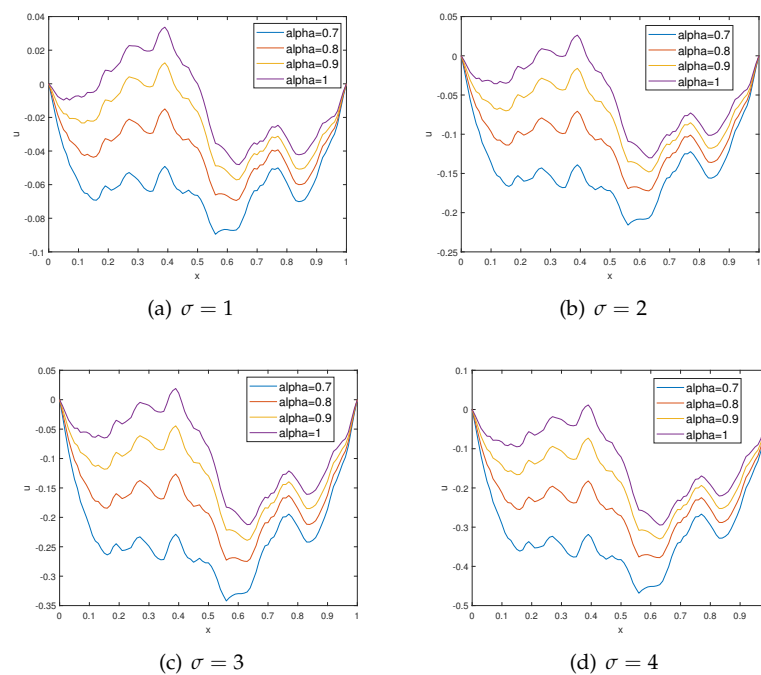 0.04
0.02
0
-0.02
-0.04
-0.06
-0.08
-0.1
u
alpha=0.7
alpha=0.8
alpha=0.9
alpha=1
0 0.1 0.2 0.3 0.4 0.5 0.6 0.7 0.8 0.9 1
x
(a) σ = 1
0.05
0
-0.05
-0.1
-0.15
-0.2
-0.25
u
alpha=0.7
alpha=0.8
alpha=0.9
alpha=1
0 0.1 0.2 0.3 0.4 0.5 0.6 0.7 0.8 0.9 1
x
(b) σ = 2
0.05
0
-0.05
-0.1
-0.15
-0.2
-0.25
-0.3
-0.35
u
alpha=0.7
alpha=0.8
alpha=0.9
alpha=1
0 0.1 0.2 0.3 0.4 0.5 0.6 0.7 0.8 0.9 1
x
(c) σ = 3
0.1
0
-0.1
-0.2
-0.3
-0.4
-0.5
u
alpha=0.7
alpha=0.8
alpha=0.9
alpha=1
0 0.1 0.2 0.3 0.4 0.5 0.6 0.7 0.8
x
(d) σ = 4